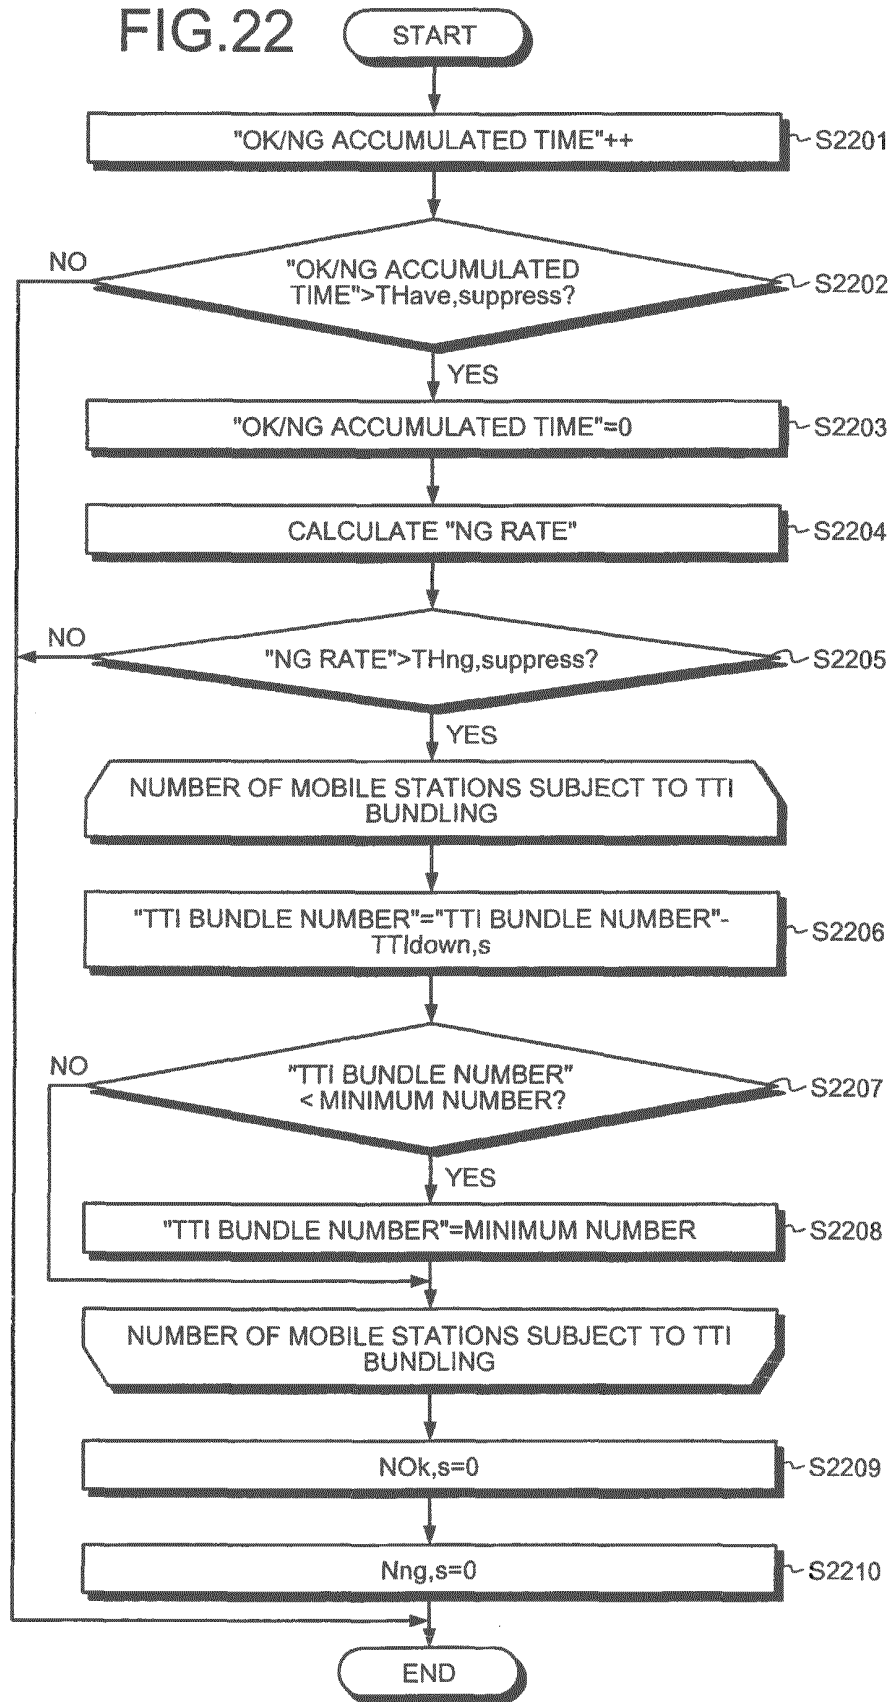 FIG.22
START
"OK/NG ACCUMULATED TIME"++
S2201
NO
"OK/NG ACCUMULATED
TIME">THave,suppress?
S2202
YES
"OK/NG ACCUMULATED TIME"=0
S2203
CALCULATE "NG RATE"
S2204
NO
"NG RATE">THng,suppress?
S2205
YES
NUMBER OF MOBILE STATIONS SUBJECT TO TTI
BUNDLING
"TTI BUNDLE NUMBER"="TTI BUNDLE NUMBER"-
TTIdown,s
S2206
NO
"TTI BUNDLE NUMBER"
< MINIMUM NUMBER?
S2207
YES
"TTI BUNDLE NUMBER"=MINIMUM NUMBER
S2208
NUMBER OF MOBILE STATIONS SUBJECT TO TTI
BUNDLING
NOk,s=0
S2209
Nng,s=0
S2210
END